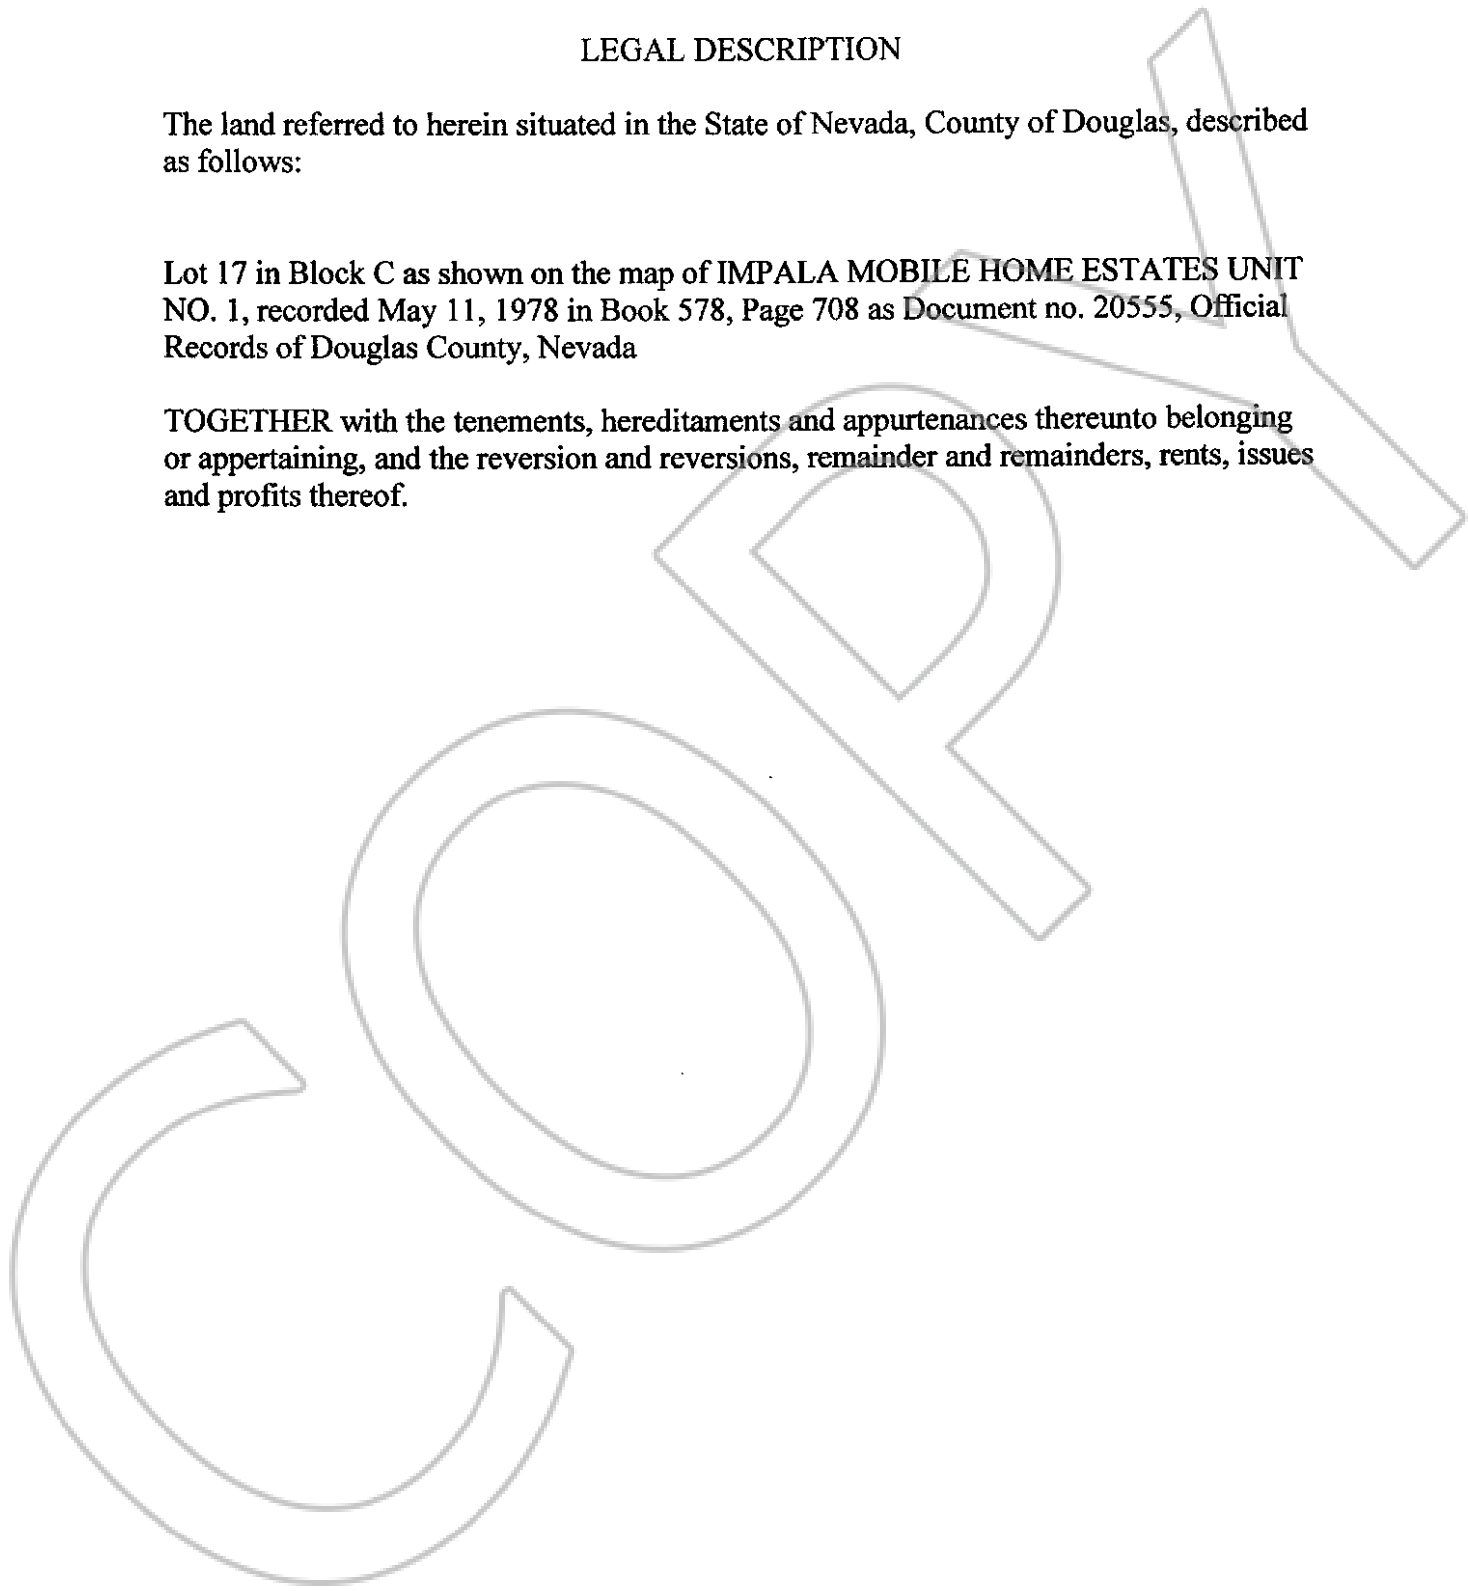 LEGAL DESCRIPTION
The land referred to herein situated in the State of Nevada, County of Douglas, described
as follows:
Lot 17 in Block C as shown on the map of IMPALA MOBILE HOME ESTATES UNIT
NO. 1, recorded May 11, 1978 in Book 578, Page 708 as Document no. 20555, Official
Records of Douglas County, Nevada
TOGETHER with the tenements, hereditaments and appurtenances thereunto belonging
or appertaining, and the reversion and reversions, remainder and remainders, rents, issues
and profits thereof.
COPY